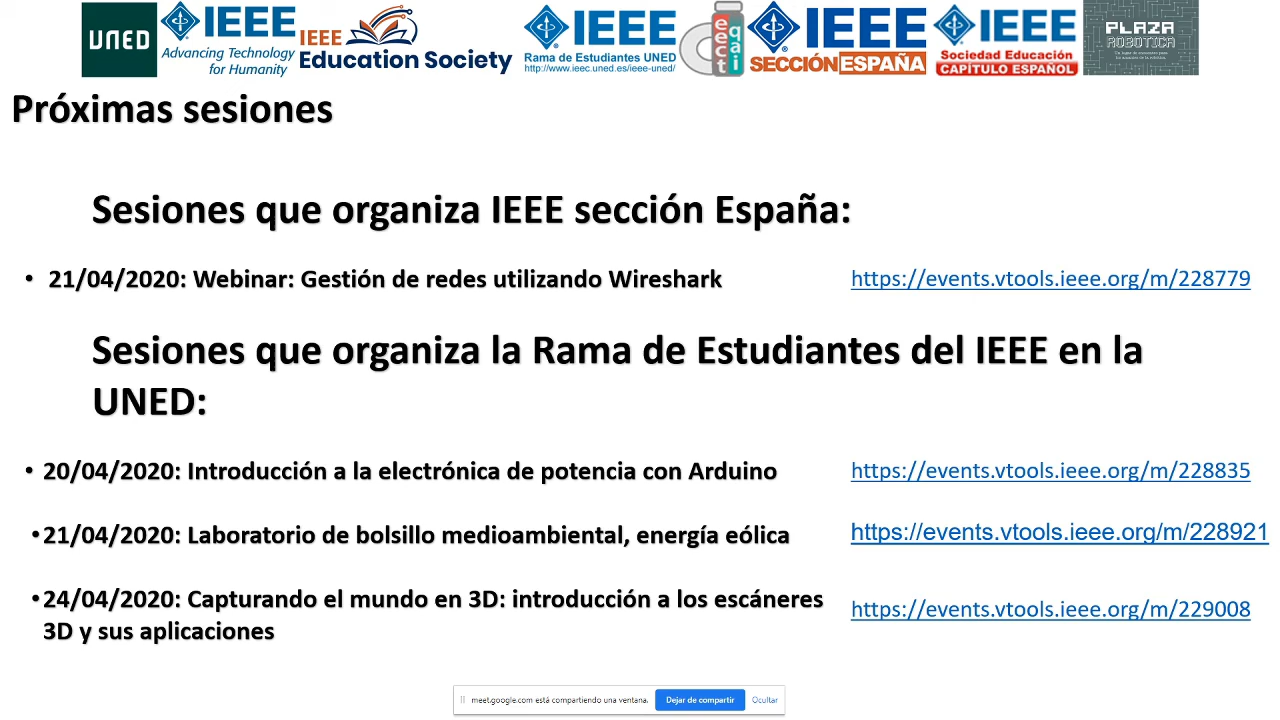 UNED
IEEE
Advancing Technology
for Humanity
IEEE
Education Society
IEEE
Rama de Estudiantes UNED
http://www.ieec.uned.es/ieee-uned/
IEEE
SECCIÓN ESPAÑA
IEEE
Sociedad Educación
CAPÍTULO ESPAÑOL
PLAZA
ROBOTICA
Próximas sesiones
Sesiones que organiza IEEE sección España:
• 21/04/2020: Webinar: Gestión de redes utilizando Wireshark https://events.vtools.ieee.org/m/228779
Sesiones que organiza la Rama de Estudiantes del IEEE en la
UNED:
• 20/04/2020: Introducción a la electrónica de potencia con Arduino https://events.vtools.ieee.org/m/228835
•21/04/2020: Laboratorio de bolsillo medioambiental, energía eólica https://events.vtools.ieee.org/m/228921
•24/04/2020: Capturando el mundo en 3D: introducción a los escáneres
3D y sus aplicaciones https://events.vtools.ieee.org/m/229008
meet.google.com está compartiendo una ventana. Dejar de compartir Ocultar